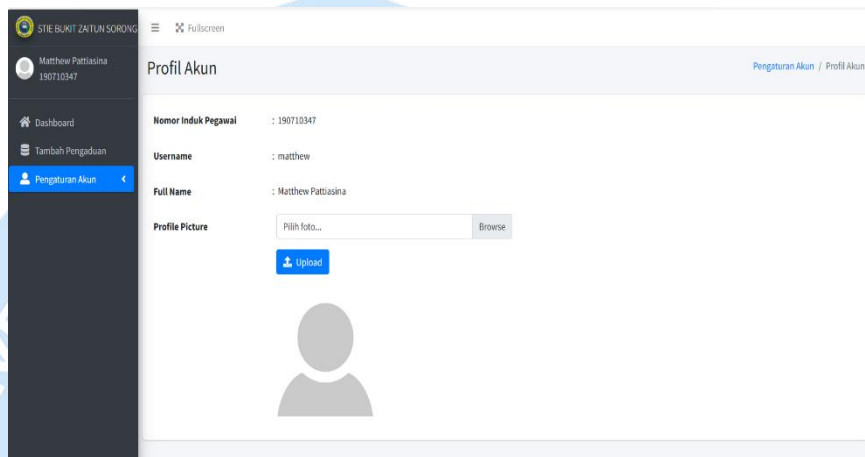 STIE BUKIT ZAITUN SORONG
Fullscreen
Matthew Pattiasina
190710347
Profil Akun
Pengaturan Akun / Profil Akun
Dashboard
Tambah Pengaduan
Pengaturan Akun
Nomor Induk Pegawai : 190710347
Username : matthew
Full Name : Matthew Pattiasina
Profile Picture Pilih foto... Browse
Upload